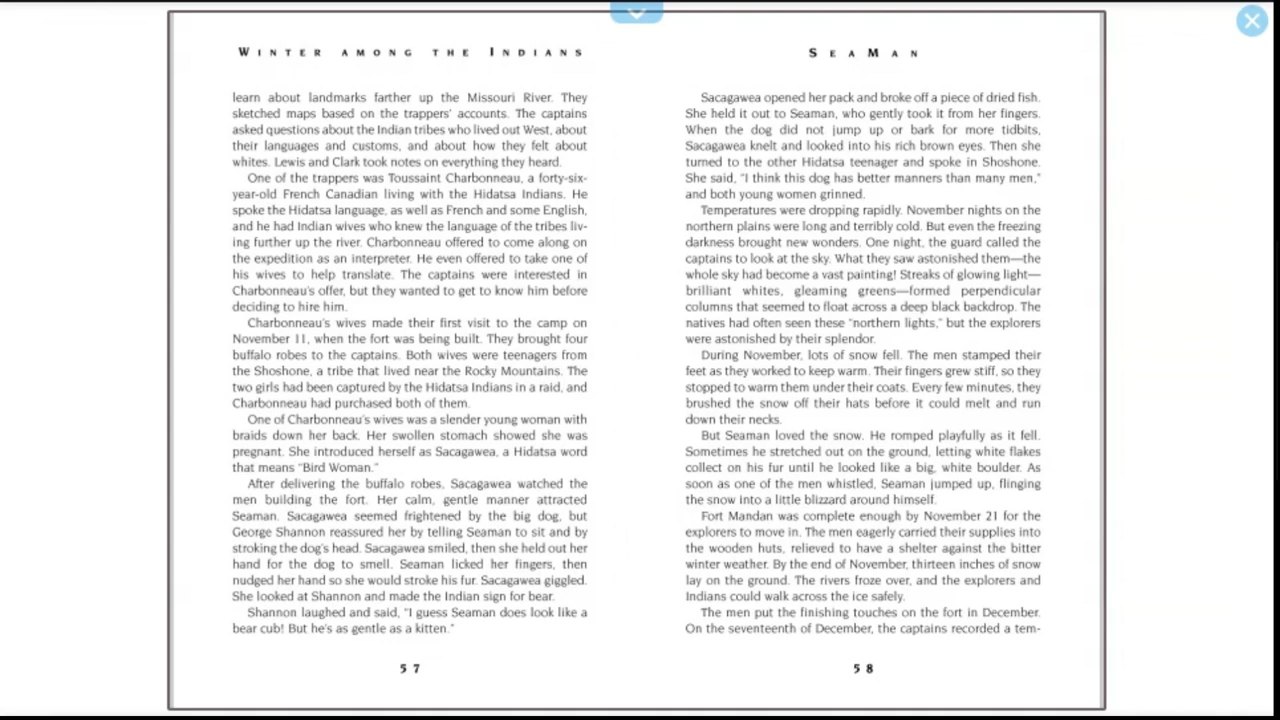 WINTER AMONG THE INDIANS
learn about landmarks farther up the Missouri River. They
sketched maps based on the trappers' accounts. The captains
asked questions about the Indian tribes who lived out West, about
their languages and customs, and about how they felt about
whites. Lewis and Clark took notes on everything they heard.
One of the trappers was Toussaint Charbonneau, a forty-six-
year-old French Canadian living with the Hidatsa Indians. He
spoke the Hidatsa language, as well as French and some English,
and he had Indian wives who knew the language of the tribes liv-
ing further up the river. Charbonneau offered to come along on
the expedition as an interpreter. He even offered to take one of
his wives to help translate. The captains were interested in
Charbonneau's offer, but they wanted to get to know him before
deciding to hire him.
Charbonneau's wives made their first visit to the camp on
November 11, when the fort was being built. They brought four
buffalo robes to the captains. Both wives were teenagers from
the Shoshone, a tribe that lived near the Rocky Mountains. The
two girls had been captured by the Hidatsa Indians in a raid, and
Charbonneau had purchased both of them.
One of Charbonneau's wives was a slender young woman with
braids down her back. Her swollen stomach showed she was
pregnant. She introduced herself as Sacagawea, a Hidatsa word
that means "Bird Woman."
After delivering the buffalo robes, Sacagawea watched the
men building the fort. Her calm, gentle manner attracted
Seaman. Sacagawea seemed frightened by the big dog, but
George Shannon reassured her by telling Seaman to sit and by
stroking the dog's head. Sacagawea smiled, then she held out her
hand for the dog to smell. Seaman licked her fingers, then
nudged her hand so she would stroke his fur. Sacagawea giggled.
She looked at Shannon and made the Indian sign for bear.
Shannon laughed and said, "I guess Seaman does look like a
bear cub! But he's as gentle as a kitten."
57
SEAMAN
Sacagawea opened her pack and broke off a piece of dried fish.
She held it out to Seaman, who gently took it from her fingers.
When the dog did not jump up or bark for more tidbits,
Sacagawea knelt and looked into his rich brown eyes. Then she
turned to the other Hidatsa teenager and spoke in Shoshone.
She said, "I think this dog has better manners than many men,"
and both young women grinned.
Temperatures were dropping rapidly. November nights on the
northern plains were long and terribly cold. But even the freezing
darkness brought new wonders. One night, the guard called the
captains to look at the sky. What they saw astonished them—the
whole sky had become a vast painting! Streaks of glowing light—
brilliant whites, gleaming greens—formed perpendicular
columns that seemed to float across a deep black backdrop. The
natives had often seen these "northern lights," but the explorers
were astonished by their splendor.
During November, lots of snow fell. The men stamped their
feet as they worked to keep warm. Their fingers grew stiff, so they
stopped to warm them under their coats. Every few minutes, they
brushed the snow off their hats before it could melt and run
down their necks.
But Seaman loved the snow. He romped playfully as it fell.
Sometimes he stretched out on the ground, letting white flakes
collect on his fur until he looked like a big, white boulder. As
soon as one of the men whistled, Seaman jumped up, flinging
the snow into a little blizzard around himself.
Fort Mandan was complete enough by November 21 for the
explorers to move in. The men eagerly carried their supplies into
the wooden huts, relieved to have a shelter against the bitter
winter weather. By the end of November, thirteen inches of snow
lay on the ground. The rivers froze over, and the explorers and
Indians could walk across the ice safely.
The men put the finishing touches on the fort in December.
On the seventeenth of December, the captains recorded a tem-
58